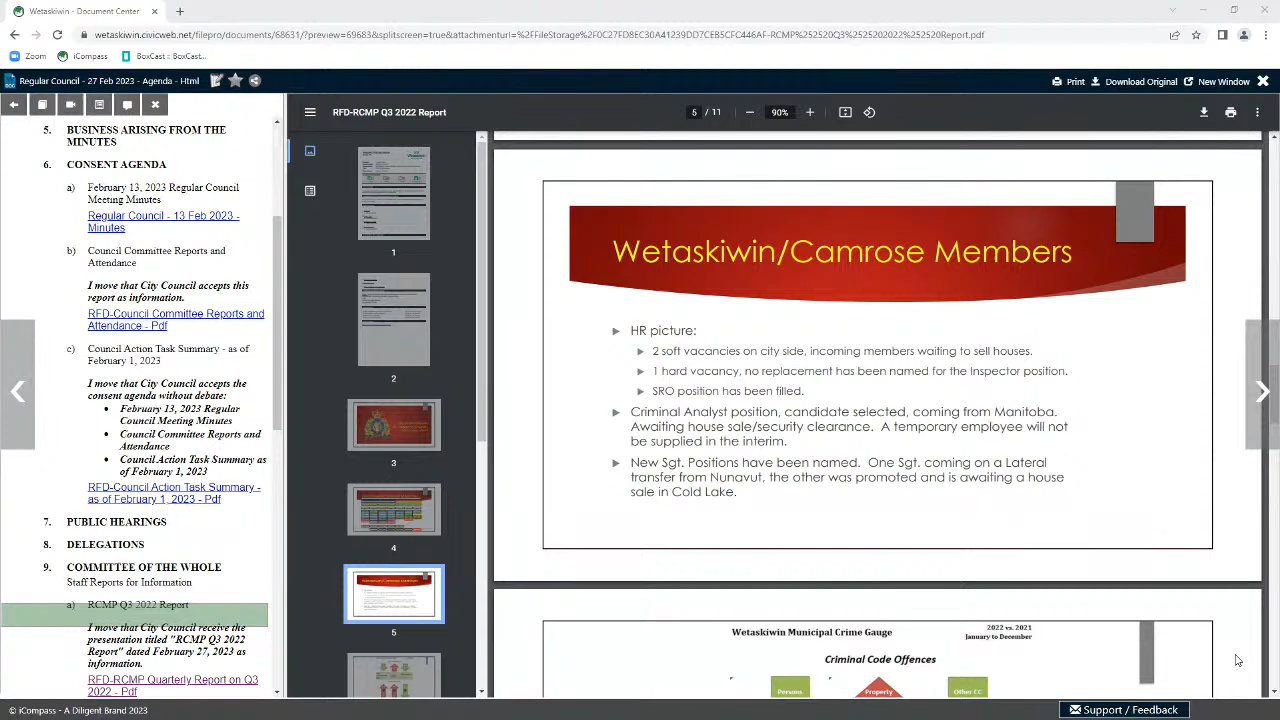 Wetaskiwin - Document Center
wetaskiwin.civicweb.net/filepro/documents/68631/?preview=69683&splitscreen=true&attachmenturl=%2FFileStorage%2F0C27FD8EC30A41239DD7CEB5CFC446AF-RCMP%252520Q3%2525202022%252520Report.pdf
Zoom
iCompass
BoxCast :: BoxCast...
Regular Council - 27 Feb 2023 - Agenda - Html
Print
Download Original
New Window
RFD-RCMP Q3 2022 Report
5 / 11
90%
5. BUSINESS ARISING FROM THE
MINUTES
6. CONSENT AGENDA
a) February 13, 2023 Regular Council
Meeting Minutes
Regular Council - 13 Feb 2023 -
Minutes
b) Council Committee Reports and
Attendance
I move that City Council accepts this
report as information.
RFD-Council Committee Reports and
Attendance - Pdf
c) Council Action Task Summary - as of
February 1, 2023
I move that City Council accepts the
consent agenda without debate:
• February 13, 2023 Regular
Council Meeting Minutes
• Council Committee Reports and
Attendance
• Council Action Task Summary as
of February 1, 2023
RFD-Council Action Task Summary -
as of February 1, 2023 - Pdf
7. PUBLIC HEARINGS
8. DELEGATIONS
9. COMMITTEE OF THE WHOLE
Staff Reports for Information
a) RCMP Q3 2022 Report
I move that City Council receive the
presentation titled "RCMP Q3 2022
Report" dated February 27, 2023 as
information.
RFD-RCMP Quarterly Report on Q3
2022 - Pdf
1
2
3
4
5
Wetaskiwin/Camrose Members
HR picture:
2 soft vacancies on city side, incoming members waiting to sell houses.
1 hard vacancy, no replacement has been named for the Inspector position.
SRO position has been filled.
Criminal Analyst position, candidate selected, coming from Manitoba.
Awaiting house sale/security clearance. A temporary employee will not
be supplied in the interim.
New Sgt. Positions have been named. One Sgt. coming on a Lateral
transfer from Nunavut, the other was promoted and is awaiting a house
sale in Cold Lake.
Wetaskiwin Municipal Crime Gauge
2022 vs. 2021
January to December
Criminal Code Offences
Persons
Property
Other CC
© iCompass - A Diligent Brand 2023
Support / Feedback